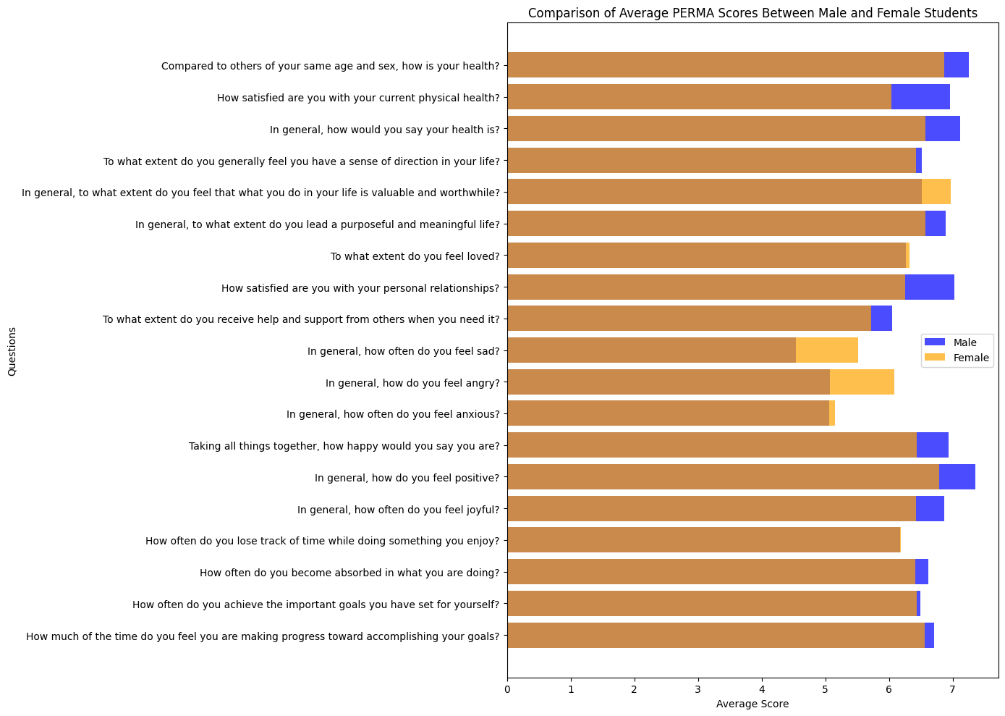 Comparison of Average PERMA Scores Between Male and Female Students
Compared to others of your same age and sex, how is your health?
How satisfied are you with your current physical health?
In general, how would you say your health is?
To what extent do you generally feel you have a sense of direction in your life?
In general, to what extent do you feel that what you do in your life is valuable and worthwhile?
In general, to what extent do you lead a purposeful and meaningful life?
To what extent do you feel loved?
How satisfied are you with your personal relationships?
To what extent do you receive help and support from others when you need it?
In general, how often do you feel sad?
In general, how do you feel angry?
In general, how often do you feel anxious?
Taking all things together, how happy would you say you are?
In general, how do you feel positive?
In general, how often do you feel joyful?
How often do you lose track of time while doing something you enjoy?
How often do you become absorbed in what you are doing?
How often do you achieve the important goals you have set for yourself?
How much of the time do you feel you are making progress toward accomplishing your goals?
Questions
Male
Female
0 1 2 3 4 5 6 7
Average Score